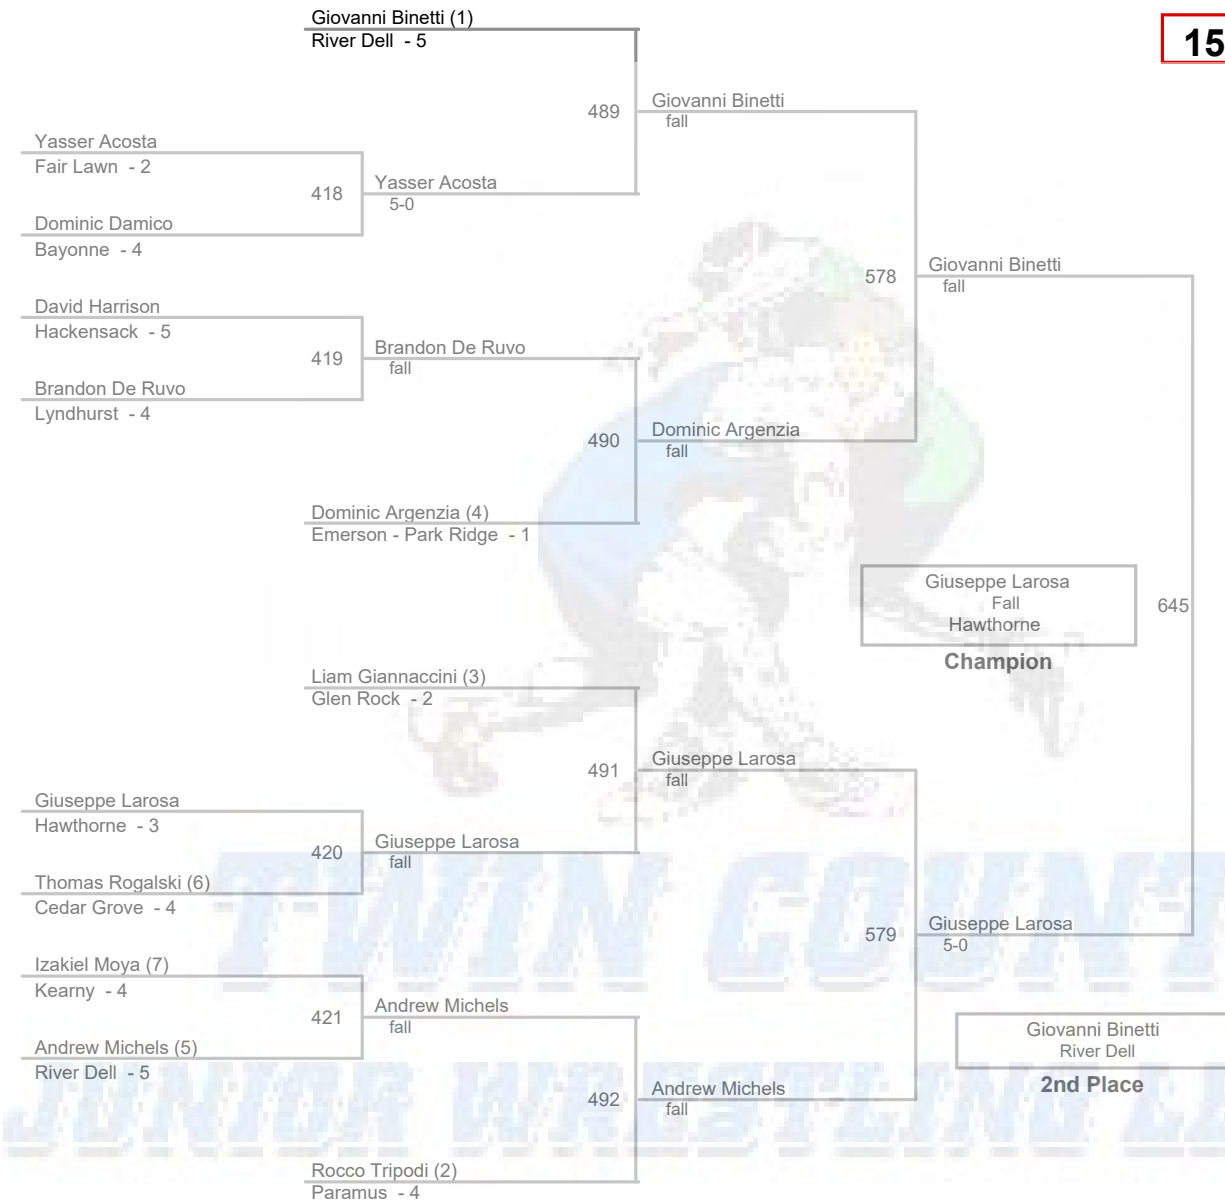 Giovanni Binetti (1)
River Dell - 5
15
489
Giovanni Binetti
fall
Yasser Acosta
Fair Lawn - 2
418
Yasser Acosta
5-0
Dominic Damico
Bayonne - 4
578
Giovanni Binetti
fall
David Harrison
Hackensack - 5
419
Brandon De Ruvo
fall
Brandon De Ruvo
Lyndhurst - 4
490
Dominic Argenzia
fall
Dominic Argenzia (4)
Emerson - Park Ridge - 1
Giuseppe Larosa
Fall
Hawthorne
645
Champion
Liam Giannaccini (3)
Glen Rock - 2
491
Giuseppe Larosa
fall
Giuseppe Larosa
Hawthorne - 3
420
Giuseppe Larosa
fall
Thomas Rogalski (6)
Cedar Grove - 4
TWIN COUNT
579
Giuseppe Larosa
5-0
Izakiel Moya (7)
Kearny - 4
421
Andrew Michels
fall
Andrew Michels (5)
River Dell - 5
Giovanni Binetti
River Dell
2nd Place
JUNIOR WRESTLING LE
492
Andrew Michels
fall
Rocco Tripodi (2)
Paramus - 4